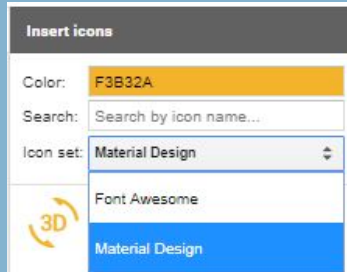 Insert icons
Color: F3B32A
Search: Search by icon name...
Icon set: Material Design
Font Awesome
3D
Material Design